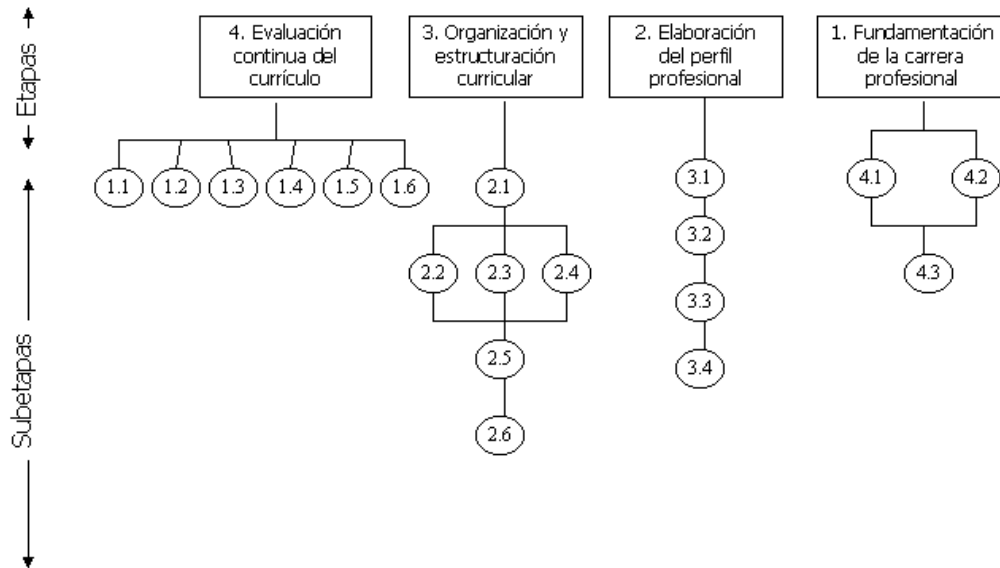 Etapas
4. Evaluación
continua del
currículo
3. Organización y
estructuración
curricular
2. Elaboración
del perfil
profesional
1. Fundamentación
de la carrera
profesional
Subetapas
1.1
1.2
1.3
1.4
1.5
1.6
2.1
2.2
2.3
2.4
2.5
2.6
3.1
3.2
3.3
3.4
4.1
4.2
4.3